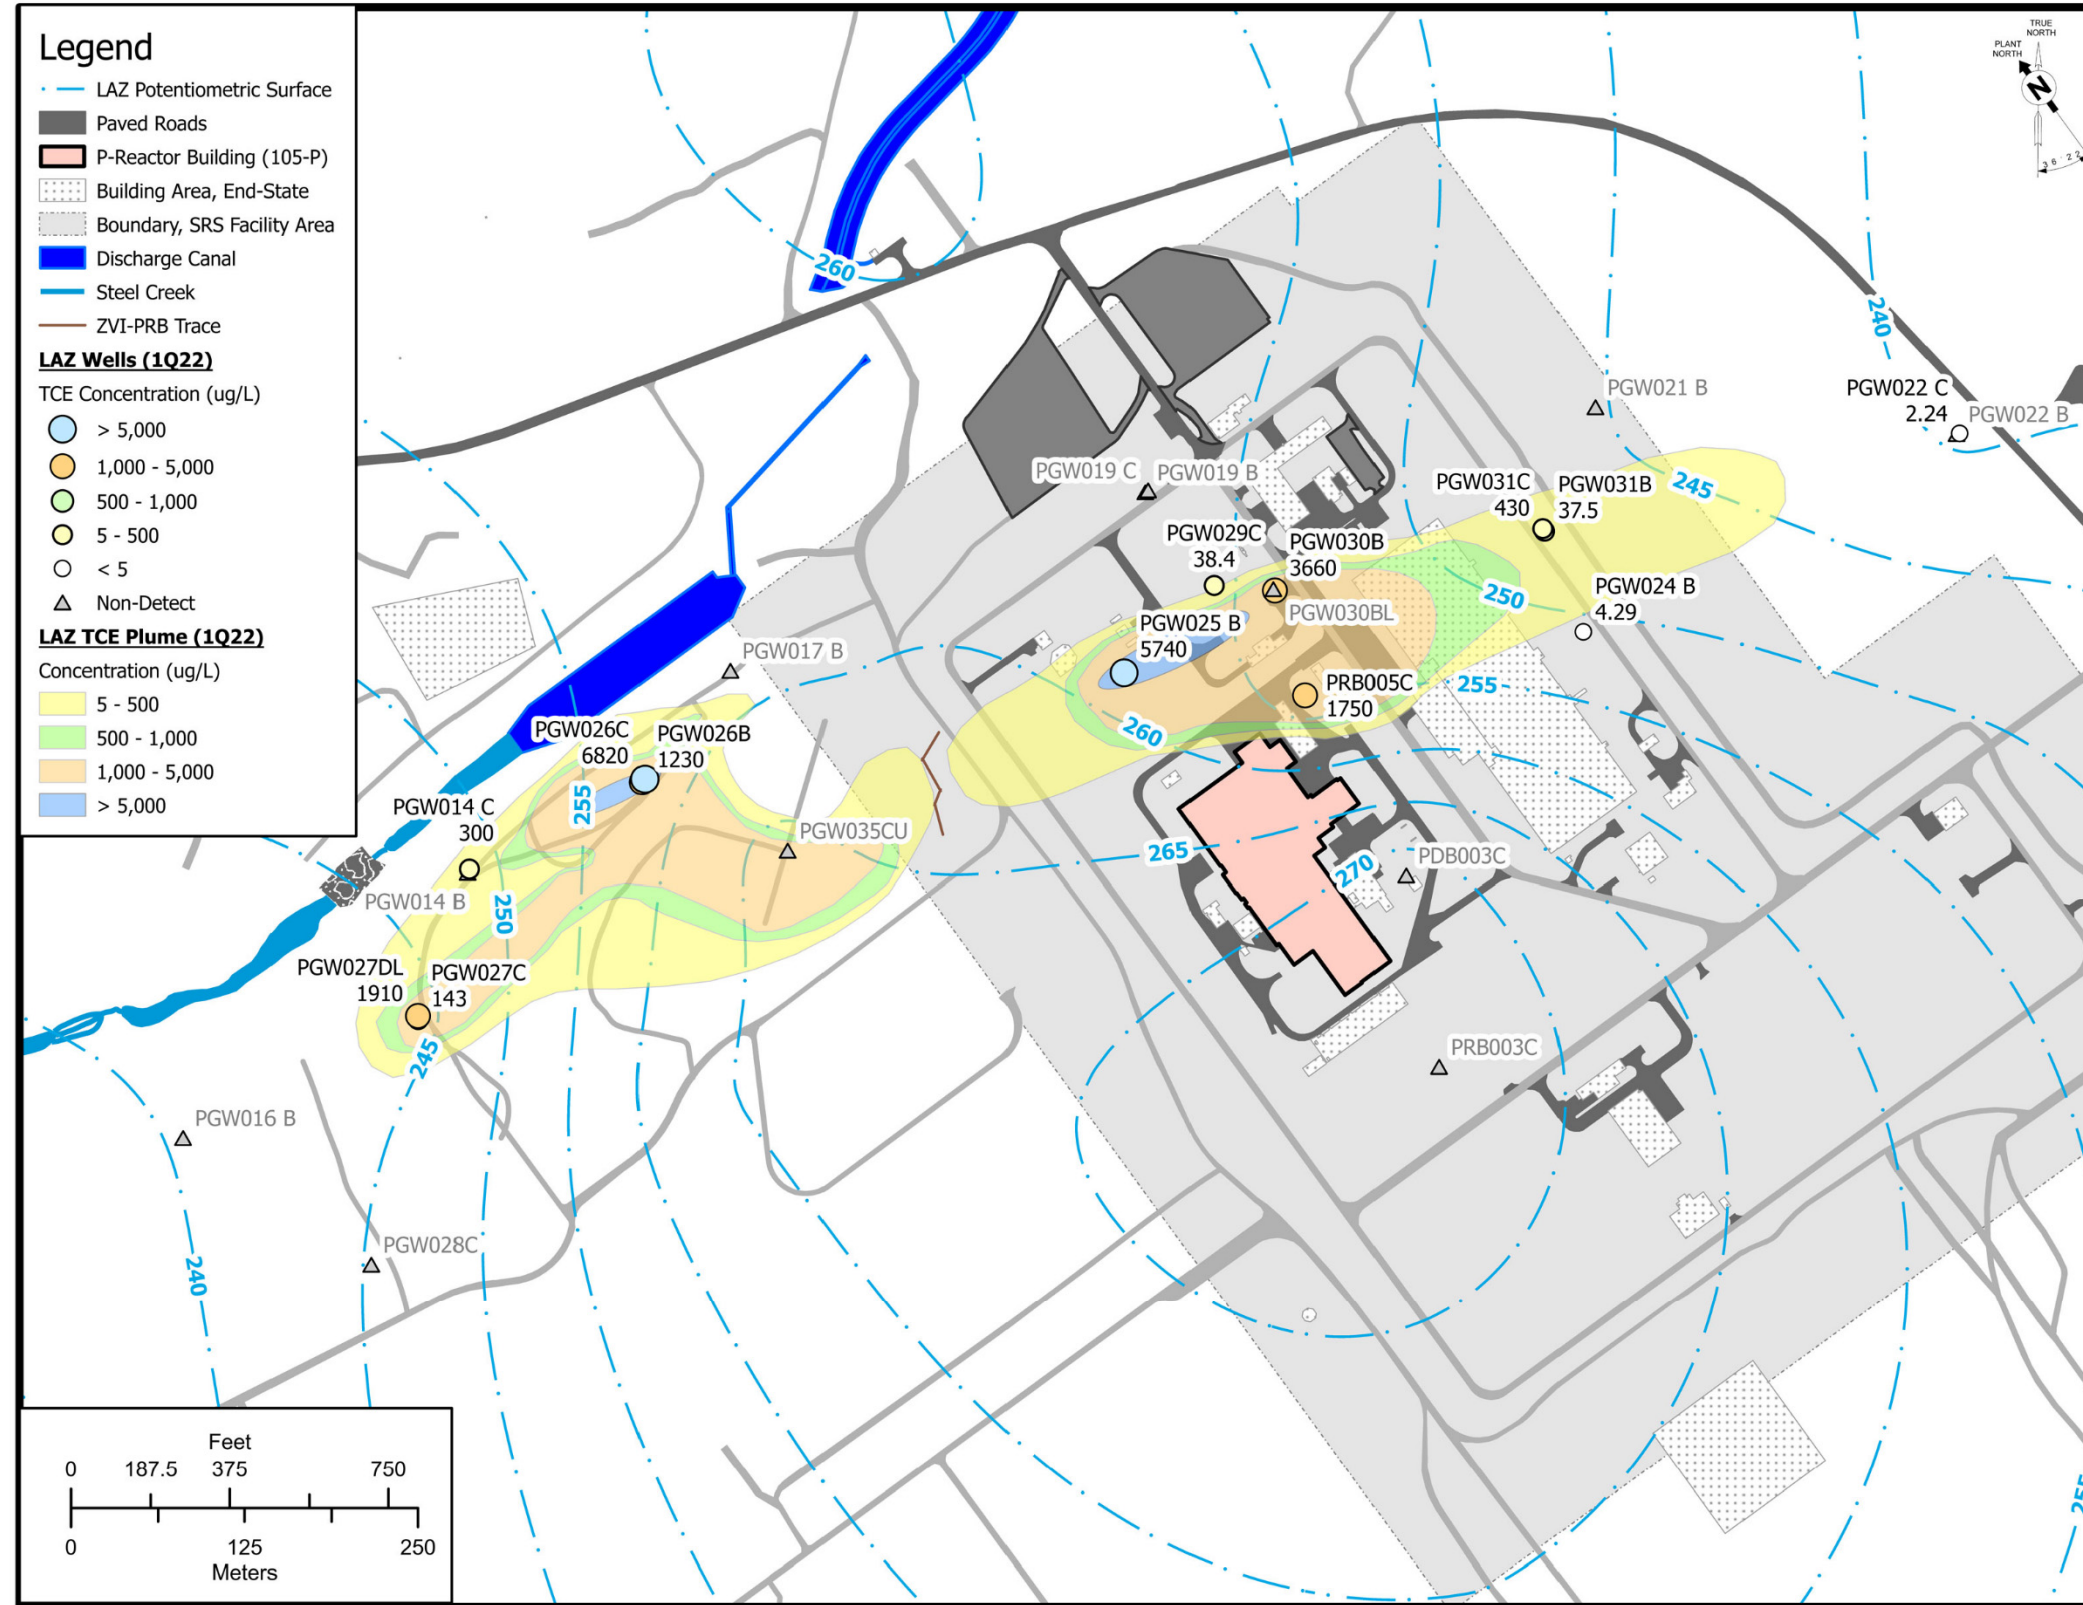 Legend
LAZ Potentiometric Surface
Paved Roads
P-Reactor Building (105-P)
Building Area, End-State
Boundary, SRS Facility Area
Discharge Canal
Steel Creek
ZVI-PRB Trace
LAZ Wells (1Q22)
TCE Concentration (ug/L)
> 5,000
1,000 - 5,000
500 - 1,000
5 - 500
< 5
Non-Detect
LAZ TCE Plume (1Q22)
Concentration (ug/L)
5 - 500
500 - 1,000
1,000 - 5,000
> 5,000
TRUE
NORTH
PLANT
NORTH
N
260
240
PGW021 B
PGW022 C
2.24
PGW022 B
PGW019 C
PGW019 B
PGW031C
430
PGW031B
37.5
245
PGW029C
38.4
PGW030B
3660
PGW030BL
250
PGW024 B
4.29
PGW025 B
5740
PGW017 B
255
PRB005C
1750
260
PGW026C
6820
PGW026B
1230
255
PGW014 C
300
PGW014 B
PGW035CU
265
270
PDB003C
250
PGW027DL
1910
PGW027C
143
245
PRB003C
PGW016 B
PGW028C
240
255
Feet
0 187.5 375 750
0 125 250
Meters